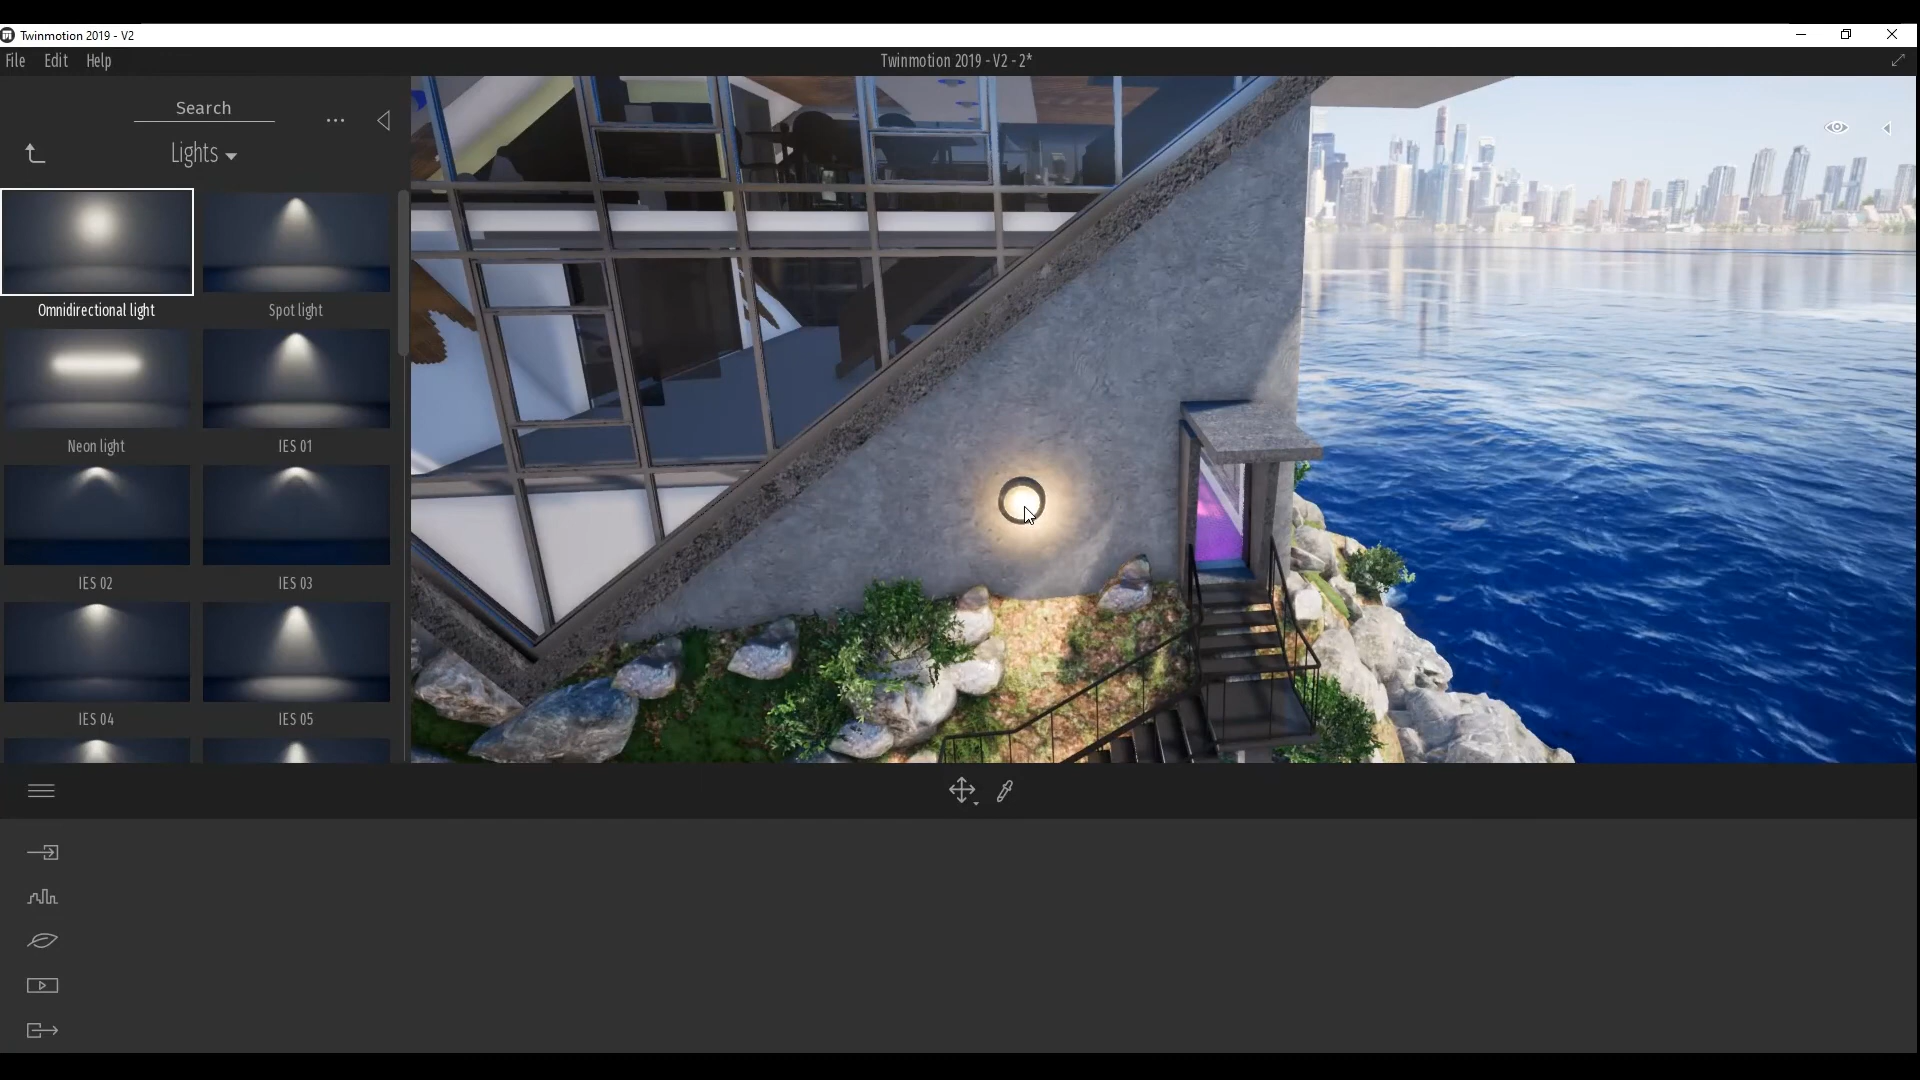 Twinmotion 2019 - V2
File Edit Help
Twinmotion 2019 - V2 - 2*
Search
...
Lights
Omnidirectional light
Spot light
Neon light
IES 01
IES 02
IES 03
IES 04
IES 05